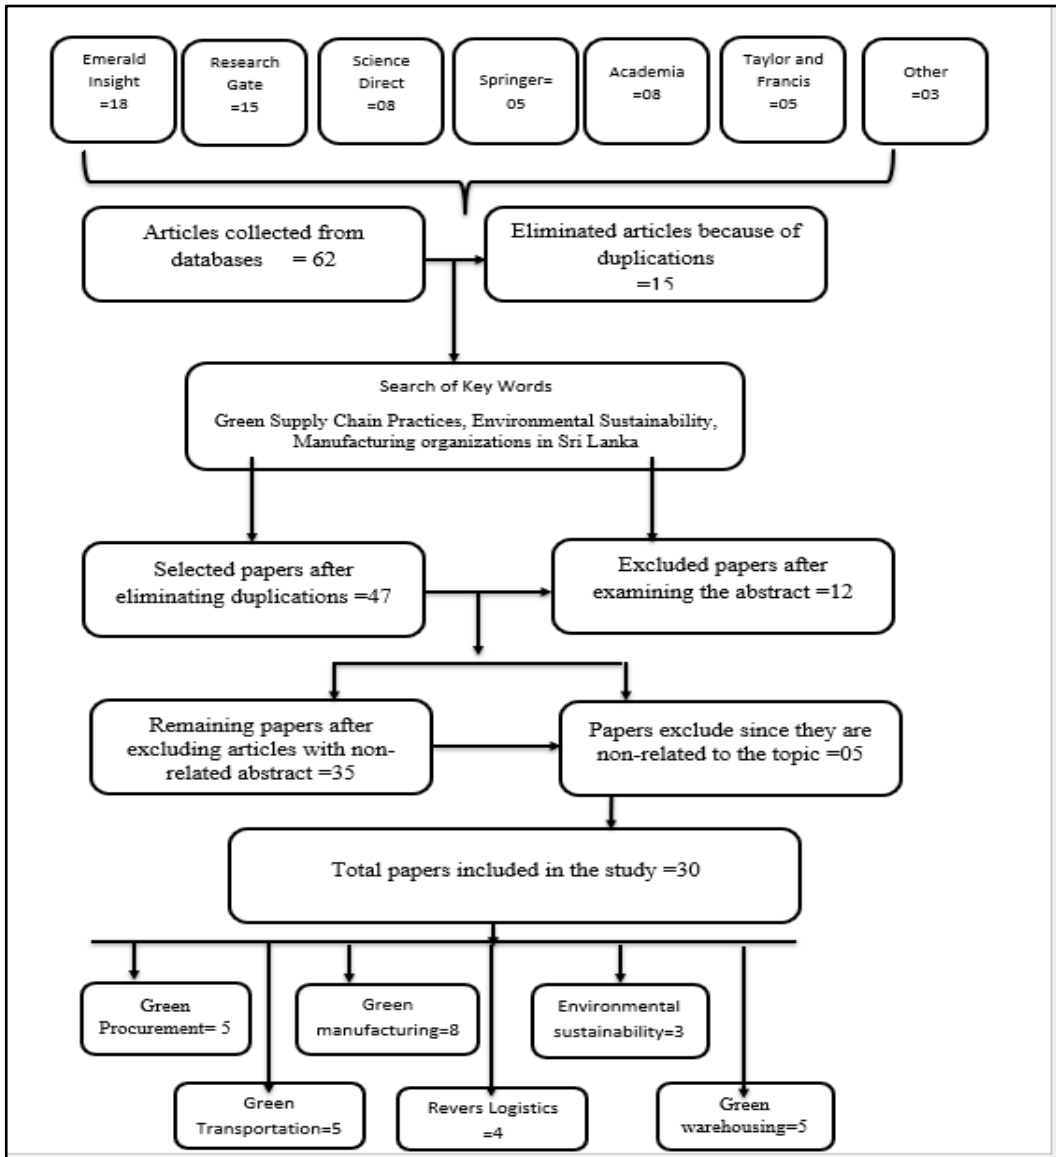 Emerald
Insight
=18
Research
Gate
=15
Science
Direct
=08
Springer=
05
Academia
=08
Taylor and
Francis
=05
Other
=03
Articles collected from
databases = 62
Eliminated articles because of
duplications
=15
Search of Key Words
Green Supply Chain Practices, Environmental Sustainability,
Manufacturing organizations in Sri Lanka
Selected papers after
eliminating duplications =47
Excluded papers after
examining the abstract =12
Remaining papers after
excluding articles with non-
related abstract =35
Papers exclude since they are
non-related to the topic =05
Total papers included in the study =30
Green
Procurement= 5
Green
manufacturing=8
Environmental
sustainability=3
Green
Transportation=5
Revers Logistics
=4
Green
warehousing=5